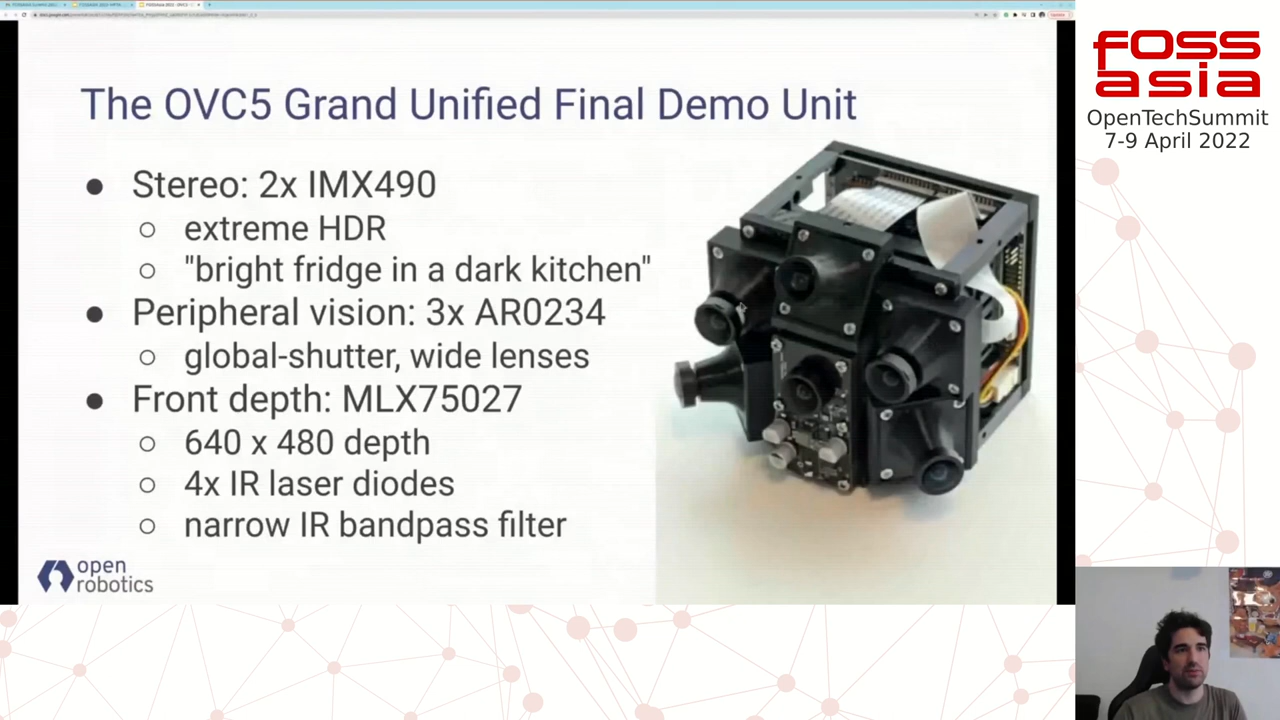 The OVC5 Grand Unified Final Demo Unit
● Stereo: 2x IMX490
○ extreme HDR
○ "bright fridge in a dark kitchen"
● Peripheral vision: 3x AR0234
○ global-shutter, wide lenses
● Front depth: MLX75027
○ 640 x 480 depth
○ 4x IR laser diodes
○ narrow IR bandpass filter
open
robotics
FOSS
asia
OpenTechSummit
7-9 April 2022